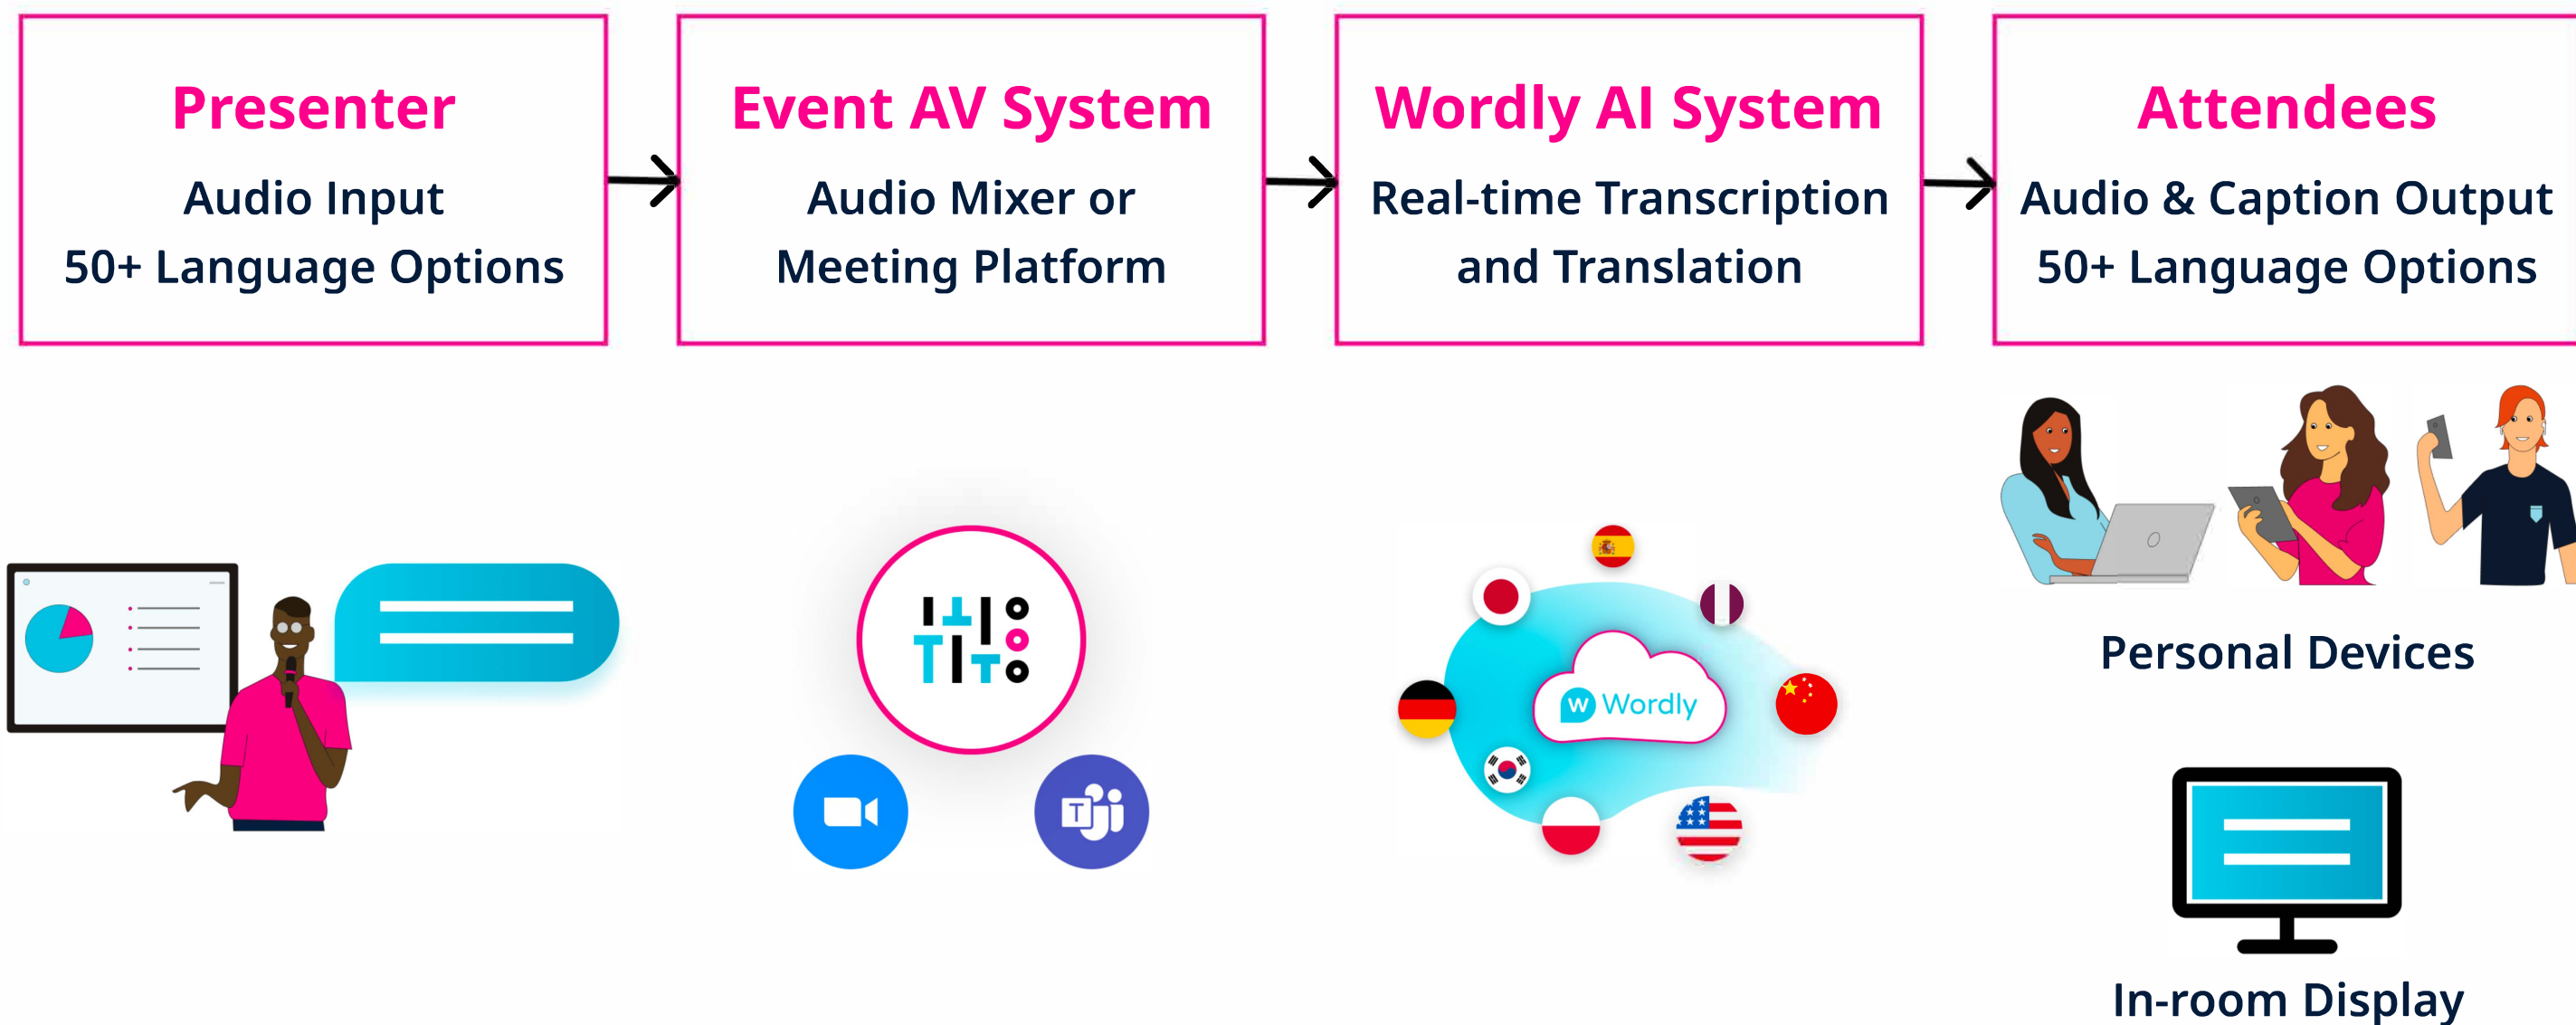 Presenter
Audio Input
50+ Language Options
Event AV System
Audio Mixer or
Meeting Platform
Wordly AI System
Real-time Transcription
and Translation
Attendees
Audio & Caption Output
50+ Language Options
T
W Wordly
Personal Devices
In-room Display